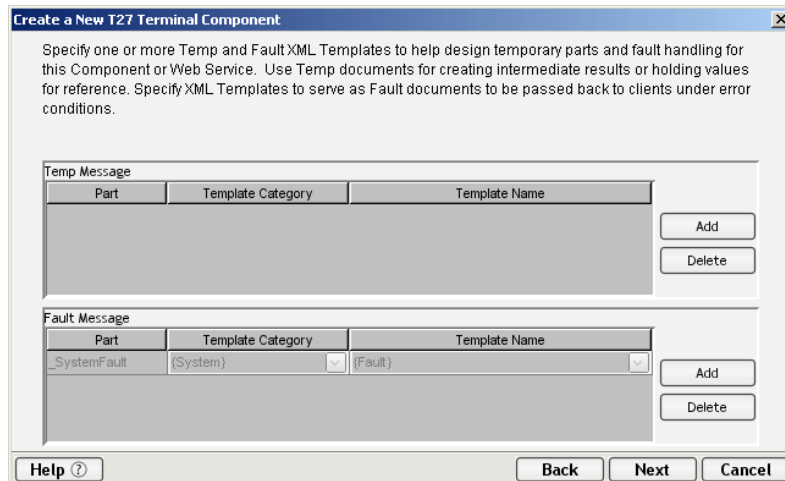 Create a New T27 Terminal Component
Specify one or more Temp and Fault XML Templates to help design temporary parts and fault handling for
this Component or Web Service. Use Temp documents for creating intermediate results or holding values
for reference. Specify XML Templates to serve as Fault documents to be passed back to clients under error
conditions.
Temp Message
Part Template Category Template Name
Add
Delete
Fault Message
Part Template Category Template Name
_SystemFault {System} {Fault}
Add
Delete
Help ? Back Next Cancel